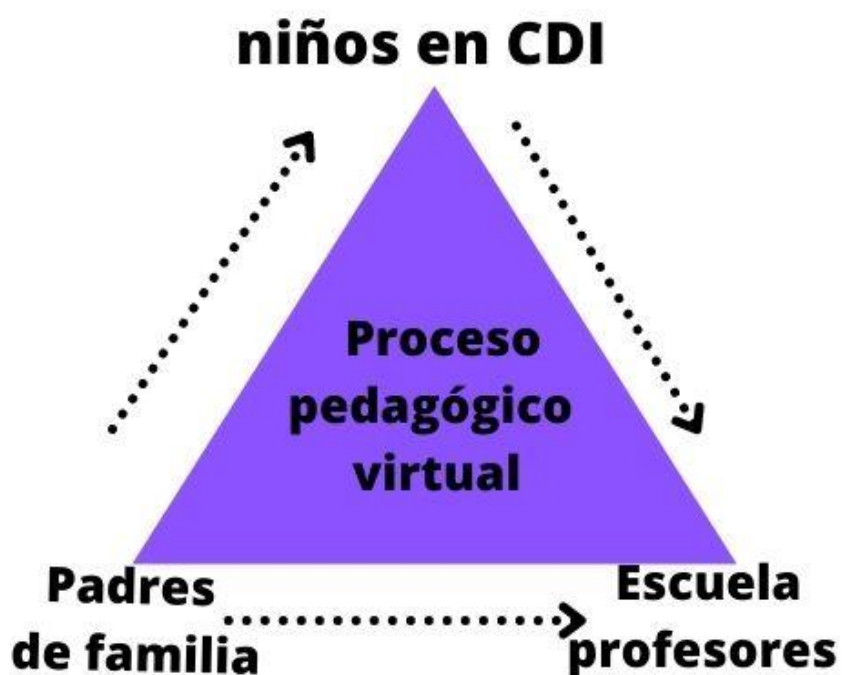 niños en CDI
Proceso
pedagógico
virtual
Padres
de familia
Escuela
profesores